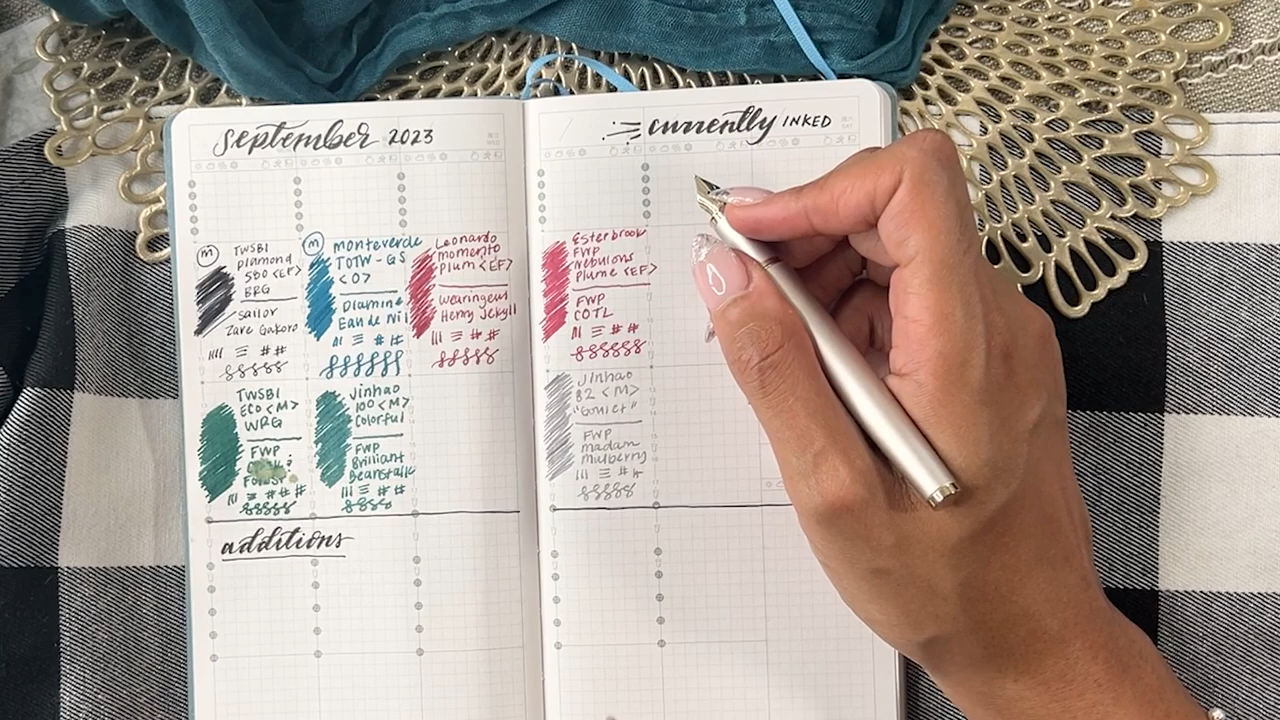 september 2023
currently INKED
M
TWSBI
Diamond
580 <EF>
BRG
Sailor
Zare Gakoro
M
monteverde
TOTW - GS
<O>
Diamine
Eau de Nil
Leonardo
momento
plum <EF>
Wearingeul
Henry Jekyll
Esterbrook
FWP
Nebulous
Plume <EF>
FWP
COTL
TWSBI
ECO <M>
WRG
FWP
Forest
Jinhao
100 <M>
Colorful
FWP
Brilliant
Beanstalk
Jinhao
82 <M>
FWP
madam
mulberry
additions